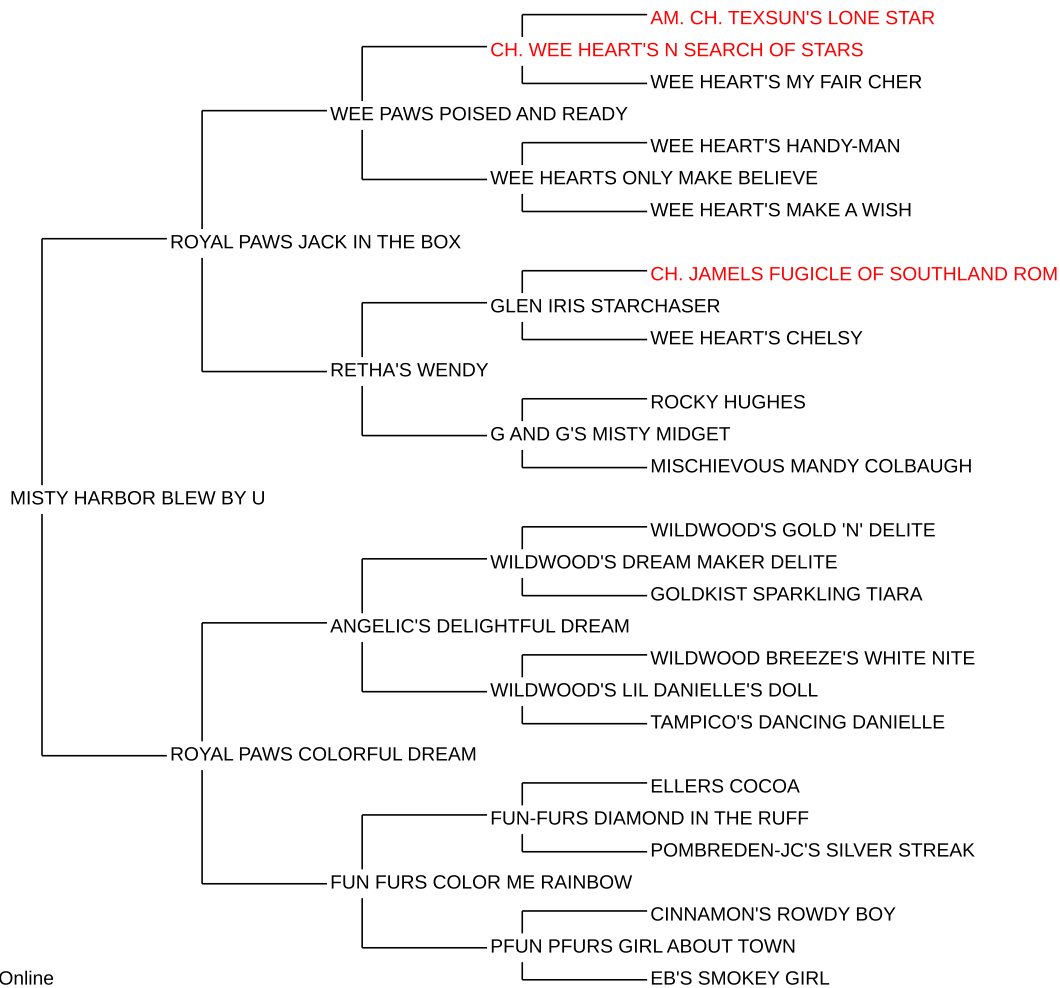 AM. CH. TEXSUN'S LONE STAR
CH. WEE HEART'S N SEARCH OF STARS
WEE HEART'S MY FAIR CHER
WEE PAWS POISED AND READY
WEE HEART'S HANDY-MAN
WEE HEARTS ONLY MAKE BELIEVE
WEE HEART'S MAKE A WISH
ROYAL PAWS JACK IN THE BOX
CH. JAMELS FUGICLE OF SOUTHLAND ROM
GLEN IRIS STARCHASER
WEE HEART'S CHELSY
RETHA'S WENDY
ROCKY HUGHES
G AND G'S MISTY MIDGET
MISCHIEVOUS MANDY COLBAUGH
MISTY HARBOR BLEW BY U
WILDWOOD'S GOLD 'N' DELITE
WILDWOOD'S DREAM MAKER DELITE
GOLDKIST SPARKLING TIARA
ANGELIC'S DELIGHTFUL DREAM
WILDWOOD BREEZE'S WHITE NITE
WILDWOOD'S LIL DANIELLE'S DOLL
TAMPICO'S DANCING DANIELLE
ROYAL PAWS COLORFUL DREAM
ELLERS COCOA
FUN-FURS DIAMOND IN THE RUFF
POMBREDEN-JC'S SILVER STREAK
FUN FURS COLOR ME RAINBOW
CINNAMON'S ROWDY BOY
PFUN PFURS GIRL ABOUT TOWN
EB'S SMOKEY GIRL
Online